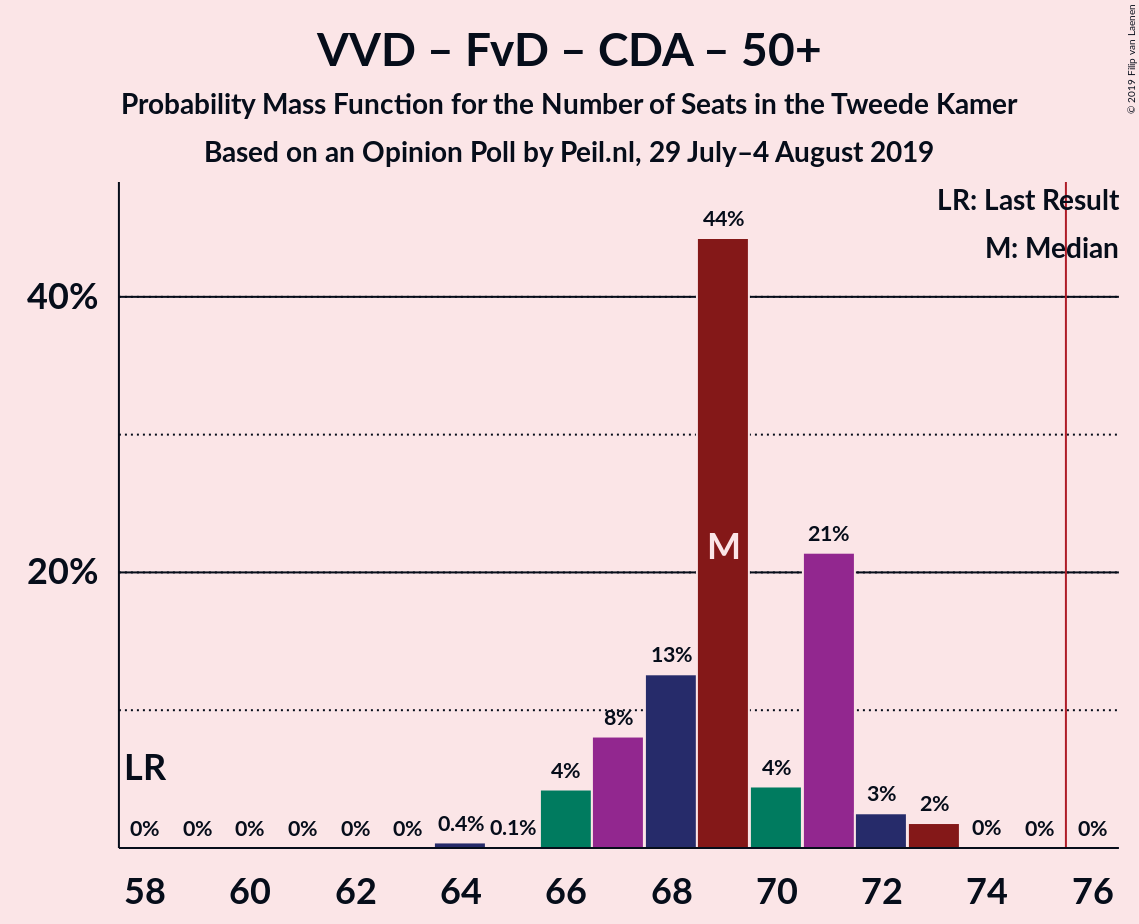 VVD – FvD – CDA – 50+
Probability Mass Function for the Number of Seats in the Tweede Kamer
Based on an Opinion Poll by Peil.nl, 29 July–4 August 2019
© 2019 Filip van Laenen
LR: Last Result
M: Median
40%
20%
44%
M
21%
13%
8%
4%
4%
3%
2%
LR
0% 0% 0% 0% 0% 0% 0.4% 0.1% 0% 0% 0%
58 60 62 64 66 68 70 72 74 76